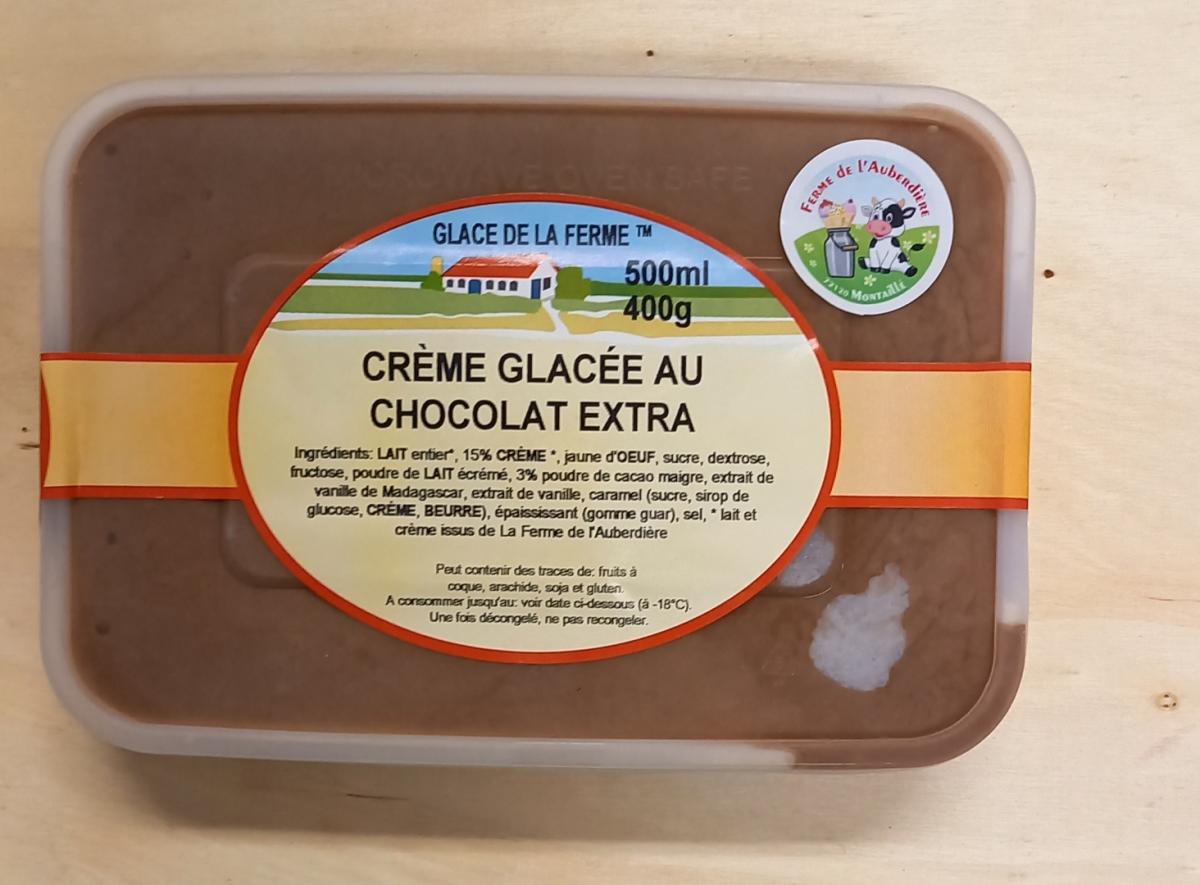 MICROWAVE OVEN SAFE
FERME DE L'AUBERDIÈRE
72120 MONTAILLÉ
GLACE DE LA FERME ™
500ml
400g
CRÈME GLACÉE AU
CHOCOLAT EXTRA
Ingrédients: LAIT entier*, 15% CRÈME *, jaune d'OEUF, sucre, dextrose,
fructose, poudre de LAIT écrémé, 3% poudre de cacao maigre, extrait de
vanille de Madagascar, extrait de vanille, caramel (sucre, sirop de
glucose, CRÈME, BEURRE), épaississant (gomme guar), sel, * lait et
crème issus de La Ferme de l'Auberdière
Peut contenir des traces de: fruits à
coque, arachide, soja et gluten.
A consommer jusqu'au: voir date ci-dessous (à -18°C).
Une fois décongelé, ne pas recongeler.